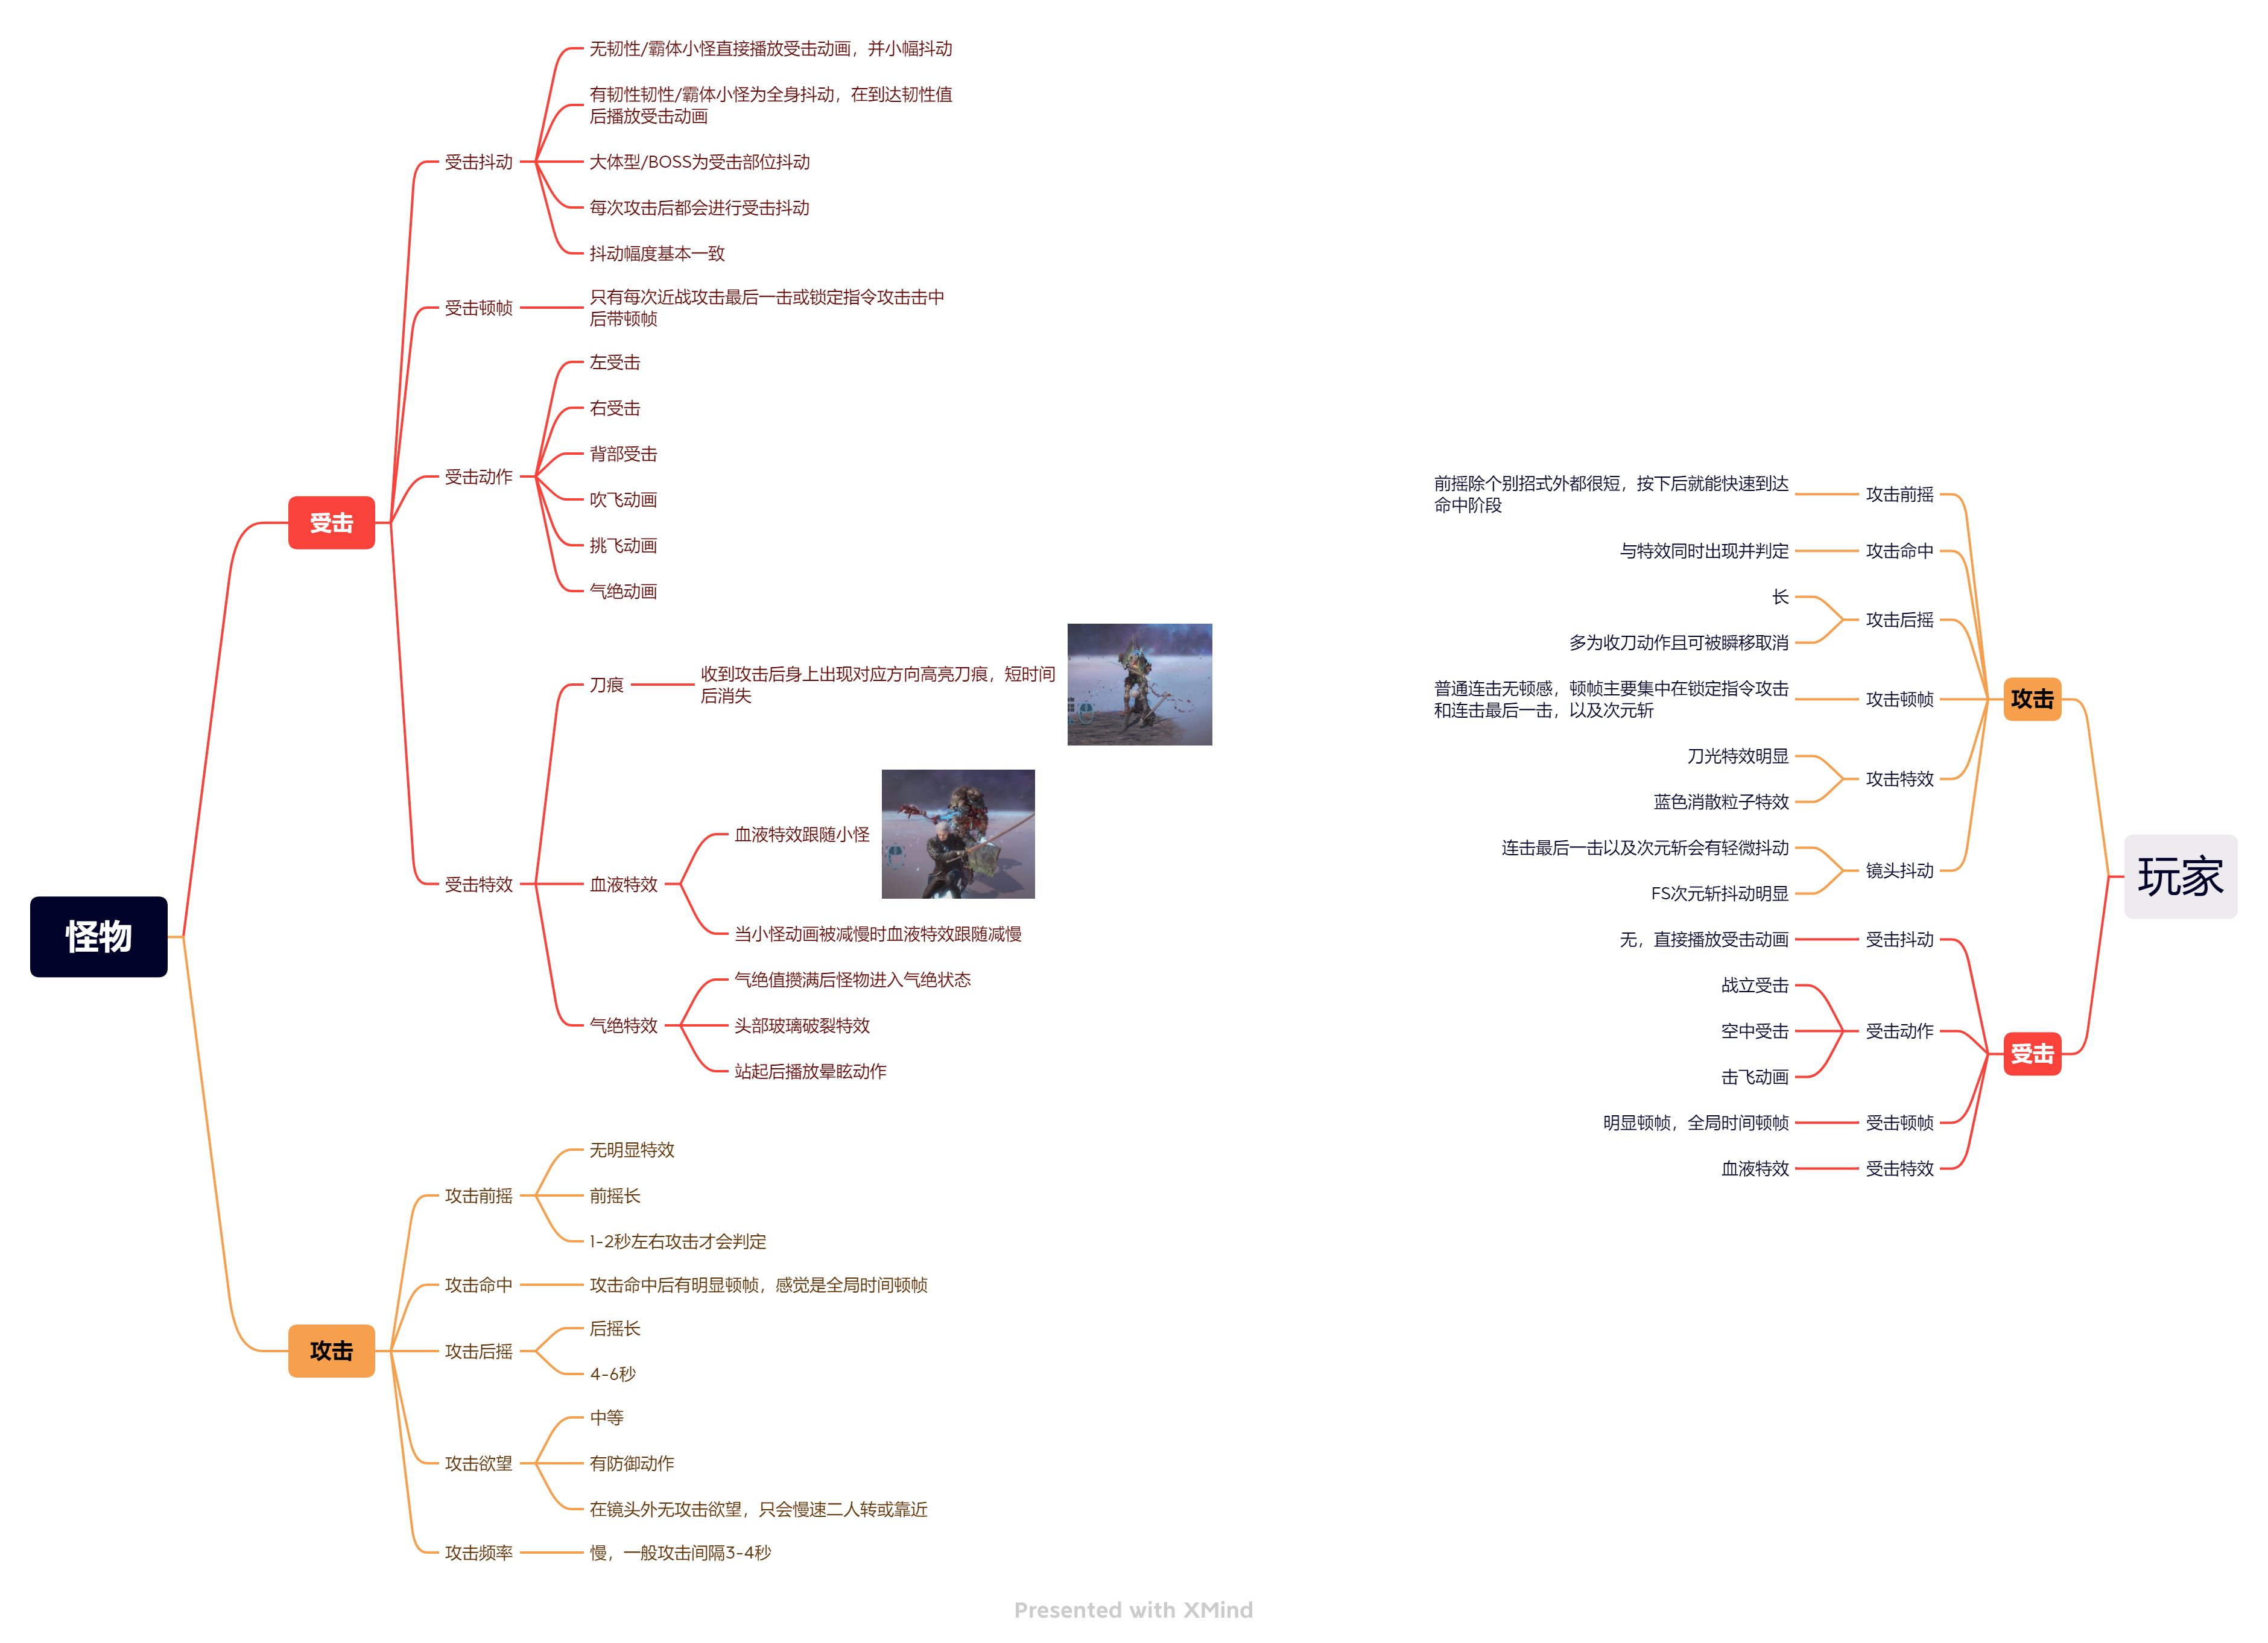 怪物
受击
受击抖动
无韧性/霸体小怪直接播放受击动画，并小幅抖动
有韧性韧性/霸体小怪为全身抖动，在到达韧性值
后播放受击动画
大体型/BOSS为受击部位抖动
每次攻击后都会进行受击抖动
抖动幅度基本一致
受击顿帧
只有每次近战攻击最后一击或锁定指令攻击击中
后带顿帧
受击动作
左受击
右受击
背部受击
吹飞动画
挑飞动画
气绝动画
受击特效
刀痕
收到攻击后身上出现对应方向高亮刀痕，短时间
后消失
血液特效
血液特效跟随小怪
当小怪动画被减慢时血液特效跟随减慢
气绝特效
气绝值攒满后怪物进入气绝状态
头部玻璃破裂特效
站起后播放晕眩动作
攻击
攻击前摇
无明显特效
前摇长
1-2秒左右攻击才会判定
攻击命中
攻击命中后有明显顿帧，感觉是全局时间顿帧
攻击后摇
后摇长
4-6秒
攻击欲望
中等
有防御动作
在镜头外无攻击欲望，只会慢速二人转或靠近
攻击频率
慢，一般攻击间隔3-4秒
玩家
攻击
攻击前摇
前摇除个别招式外都很短，按下后就能快速到达
命中阶段
攻击命中
与特效同时出现并判定
攻击后摇
长
多为收刀动作且可被瞬移取消
攻击顿帧
普通连击无顿感，顿帧主要集中在锁定指令攻击
和连击最后一击，以及次元斩
攻击特效
刀光特效明显
蓝色消散粒子特效
镜头抖动
连击最后一击以及次元斩会有轻微抖动
FS次元斩抖动明显
受击
受击抖动
无，直接播放受击动画
受击动作
战立受击
空中受击
击飞动画
受击顿帧
明显顿帧，全局时间顿帧
受击特效
血液特效
Presented with XMind